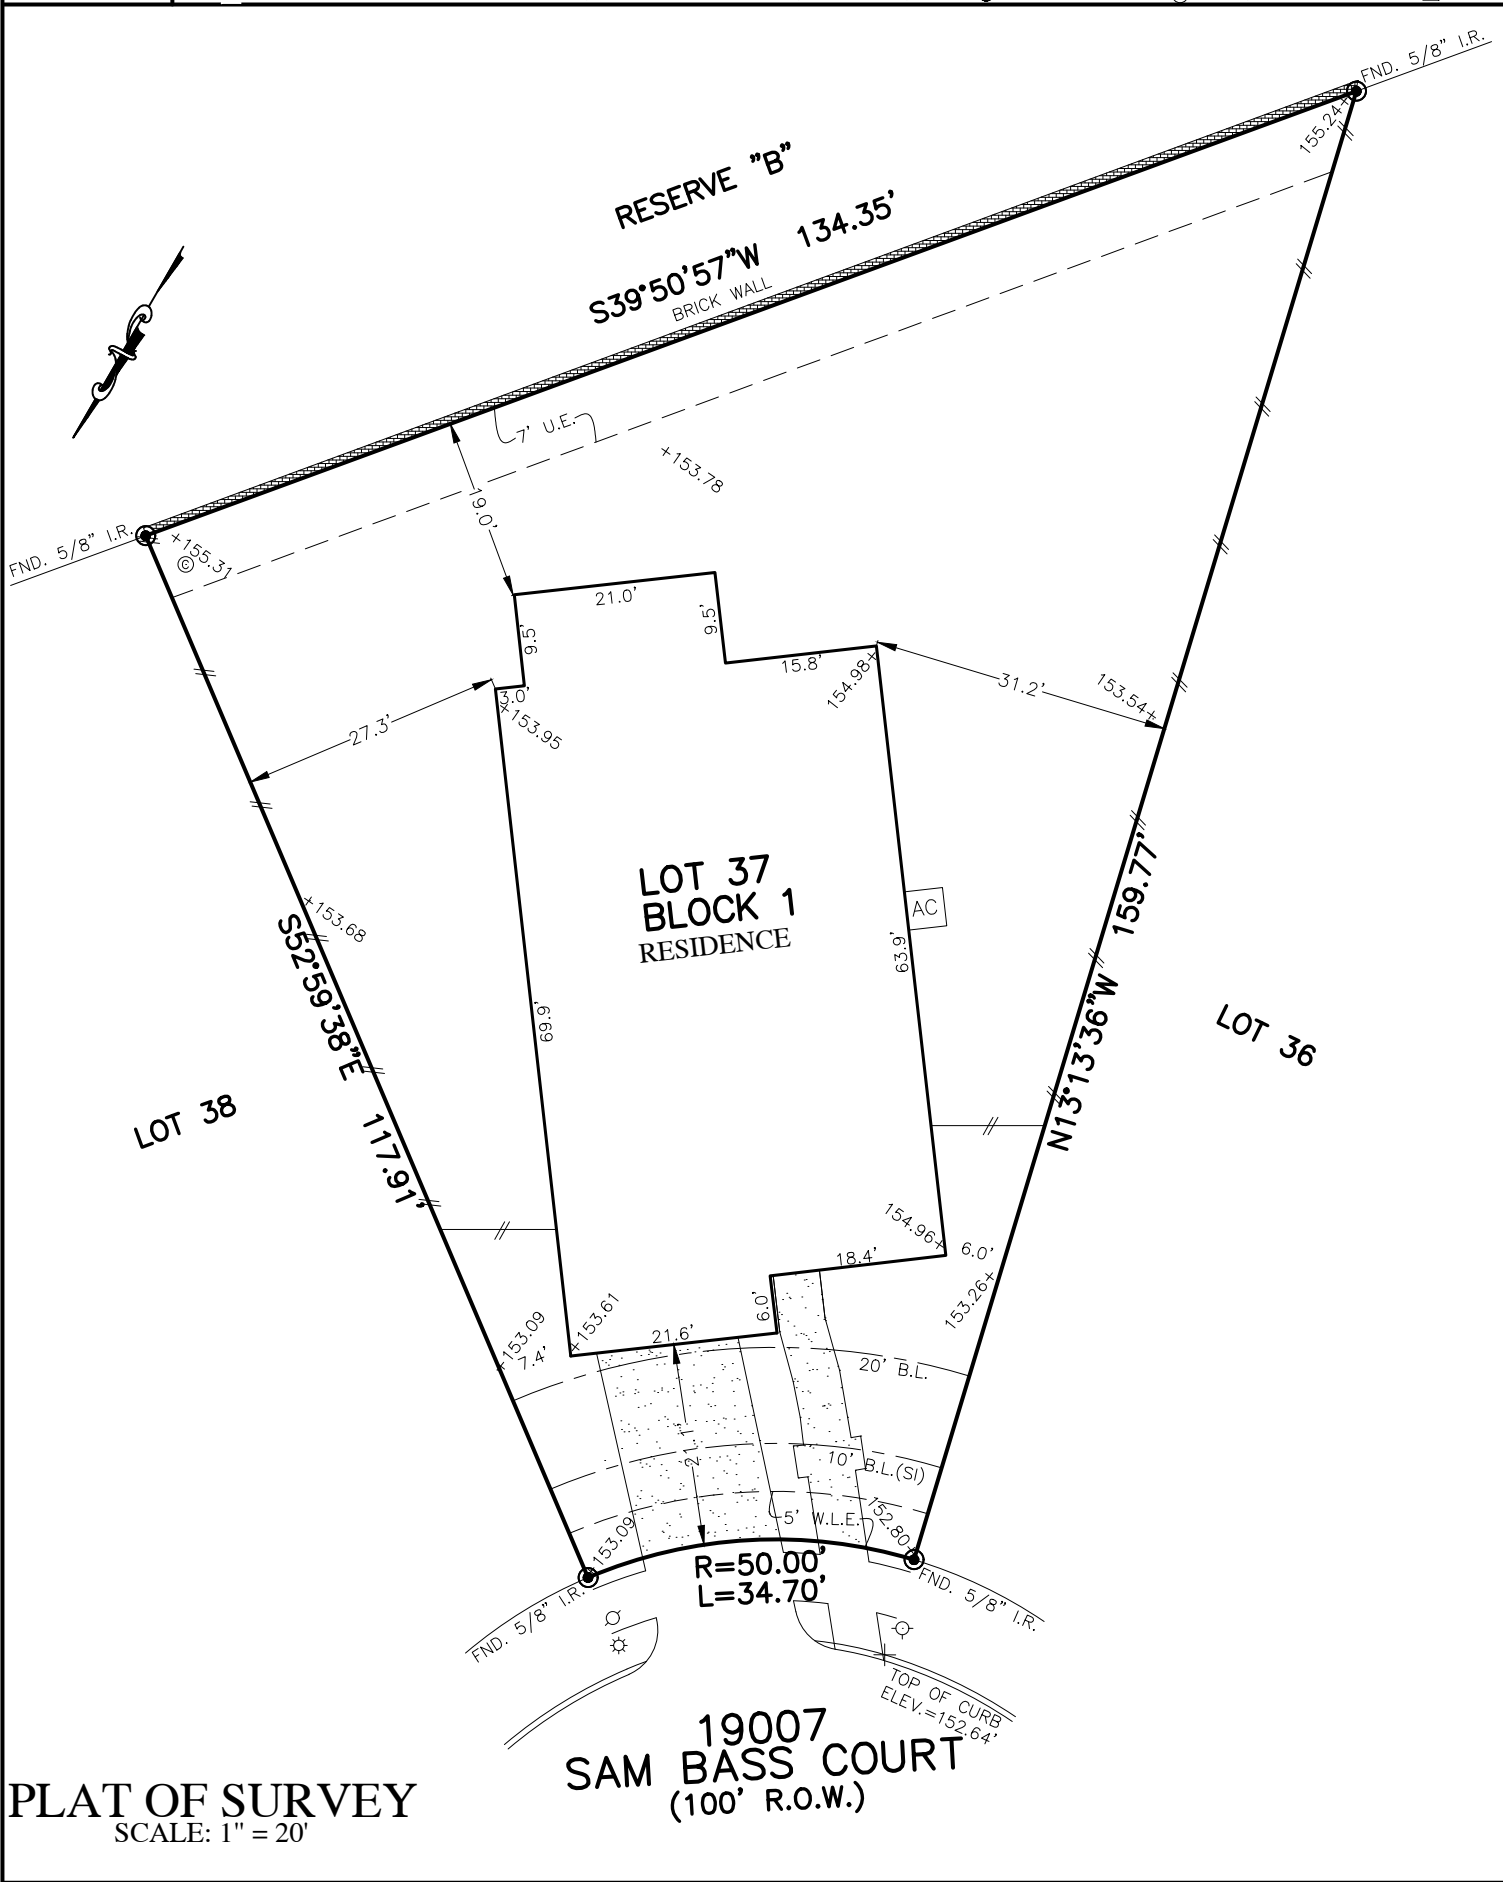 FND. 5/8" I.R.
155.24+
RESERVE "B"
S39°50'57"W 134.35'
BRICK WALL
7' U.E.
+153.78
19.0'
FND. 5/8" I.R.
+155.31
©
21.0'
9.5'
9.5'
15.8'
154.98+
31.2'
153.54+
3.0'
+153.95
27.3'
LOT 37
BLOCK 1
RESIDENCE
AC
63.9'
69.9'
+153.68
S52°59'38"E 117.91'
N13°13'36"W 159.77'
LOT 36
LOT 38
154.96+
6.0'
18.4'
153.26+
6.0'
+153.61
21.6'
+153.09
7.4'
20' B.L.
21.1'
10' B.L.(SI)
5' W.L.E.
152.80+
153.09
R=50.00'
L=34.70'
FND. 5/8" I.R.
FND. 5/8" I.R.
TOP OF CURB
ELEV.=152.64'
19007
SAM BASS COURT
(100' R.O.W.)
PLAT OF SURVEY
SCALE: 1" = 20'